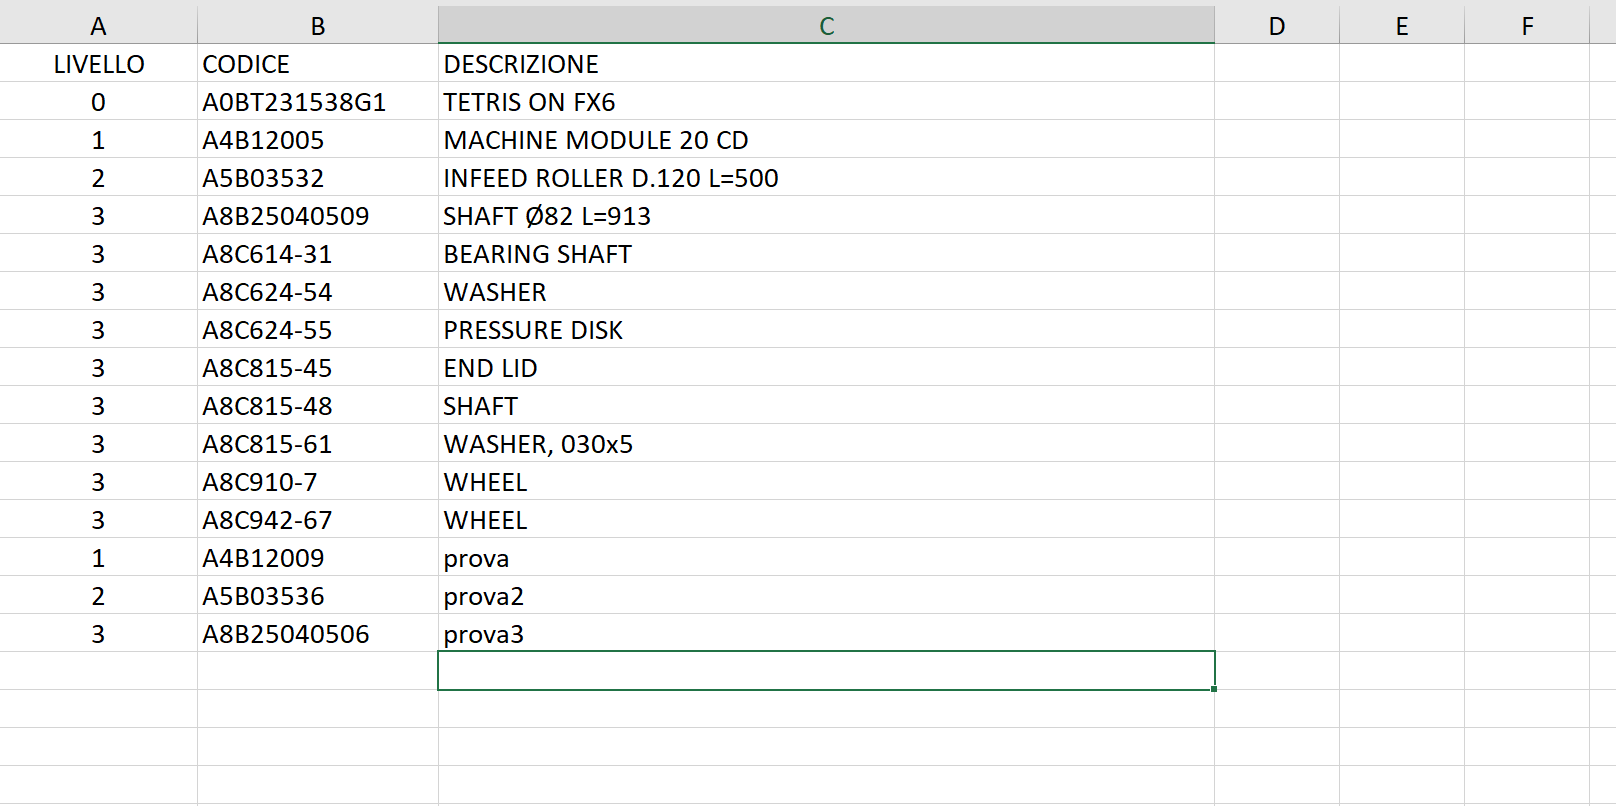 A B C D E F
LIVELLO CODICE DESCRIZIONE
0 A0BT231538G1 TETRIS ON FX6
1 A4B12005 MACHINE MODULE 20 CD
2 A5B03532 INFEED ROLLER D.120 L=500
3 A8B25040509 SHAFT Ø82 L=913
3 A8C614-31 BEARING SHAFT
3 A8C624-54 WASHER
3 A8C624-55 PRESSURE DISK
3 A8C815-45 END LID
3 A8C815-48 SHAFT
3 A8C815-61 WASHER, 030x5
3 A8C910-7 WHEEL
3 A8C942-67 WHEEL
1 A4B12009 prova
2 A5B03536 prova2
3 A8B25040506 prova3